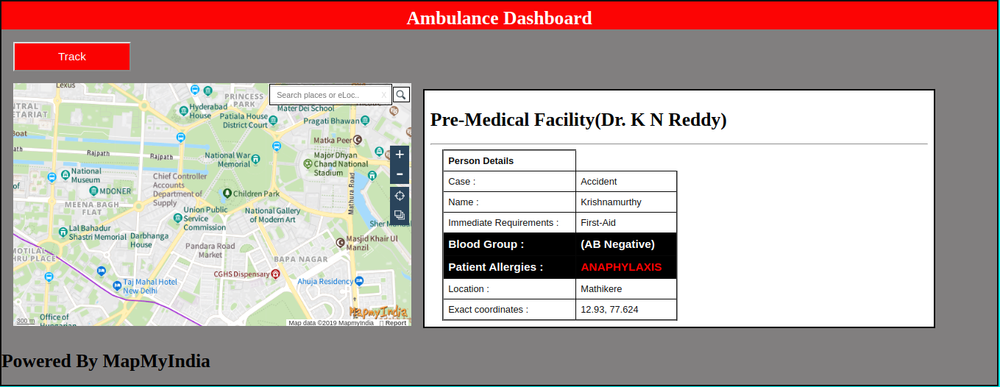 Ambulance Dashboard
Track
Lexus
Search places or eLoc.. X
PRINCESS
PARK
Hyderabad
House
Mater Dei School
Patiala House
District Court
Pragati Bhawan
NTRAL
RETARIAT
Boat
Matka Peer
ath
Rajpath
Rajpath
National War
Memorial
Major Dhyan
Chand National
Stadium
+
-
National
Museum
of
Chief Controller
Accounts
Department of
Supply
MDONER
Children Park
Mathura Road
MEENA BAGH
FLAT
Union Public
Service
Commission
National Gallery
of Modern Art
Sher Mandal
Lal Bahadur
Shastri Memorial
Darbhanga
House
Masjid Khair Ul
Manzil
Pandara Road
Market
MOTILAL
HRU PLACE
BAPA NAGAR
CGHS Dispensary
Taj Mahal Hotel
New Delhi
Ahuja Residency
MapmyIndia
Office of
Hungarian
300 m
Map data ©2019 MapmyIndia Report
Pre-Medical Facility(Dr. K N Reddy)
Person Details
Case : Accident
Name : Krishnamurthy
Immediate Requirements : First-Aid
Blood Group : (AB Negative)
Patient Allergies : ANAPHYLAXIS
Location : Mathikere
Exact coordinates : 12.93, 77.624
Powered By MapMyIndia